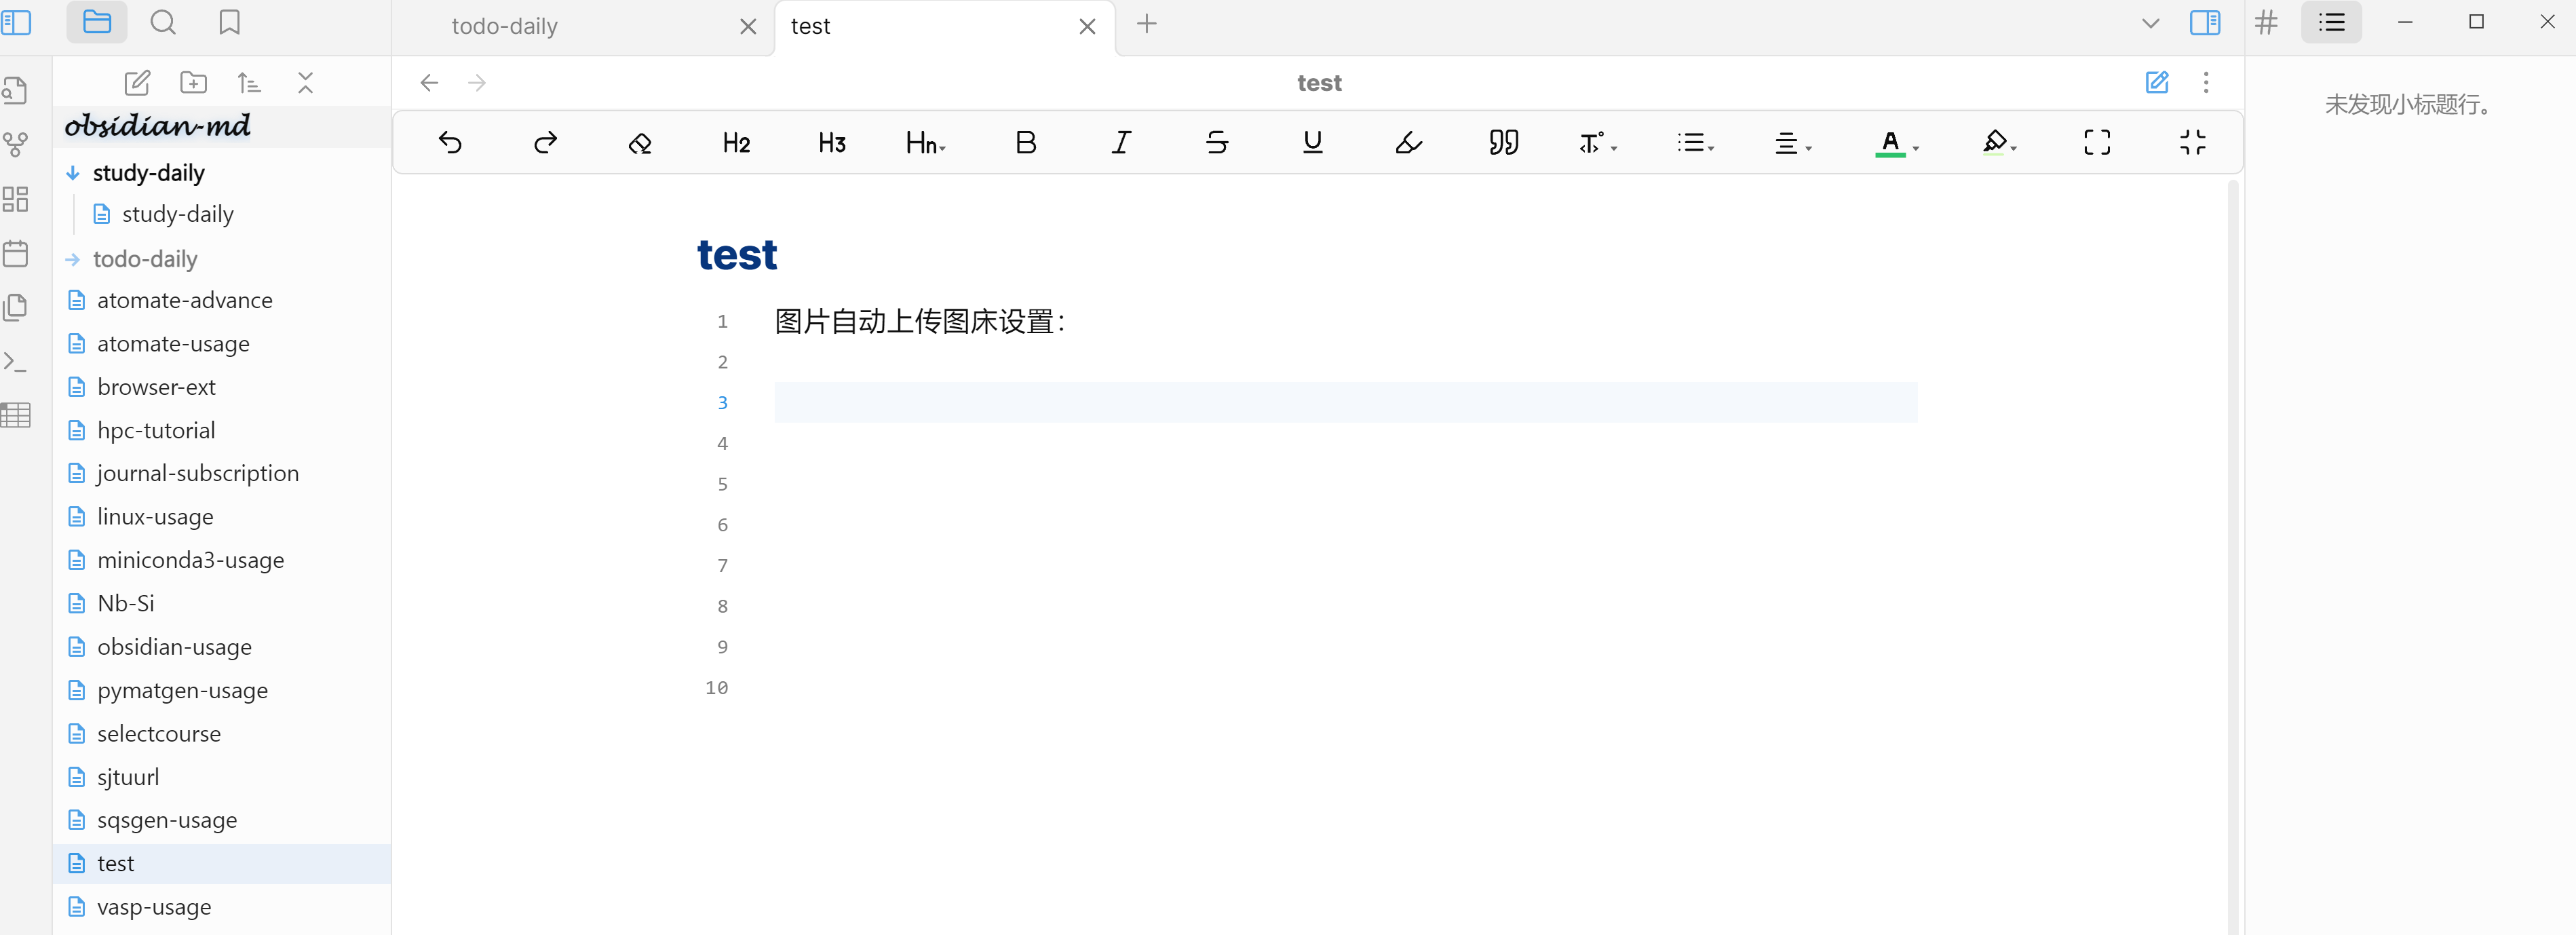 todo-daily
test
test
obsidian-md
study-daily
study-daily
todo-daily
atomate-advance
atomate-usage
browser-ext
hpc-tutorial
journal-subscription
linux-usage
miniconda3-usage
Nb-Si
obsidian-usage
pymatgen-usage
selectcourse
sjtuurl
sqsgen-usage
test
vasp-usage
H2 H3 Hn B I S U A
test
1 图片自动上传图床设置：
2
3
4
5
6
7
8
9
10
未发现小标题行。